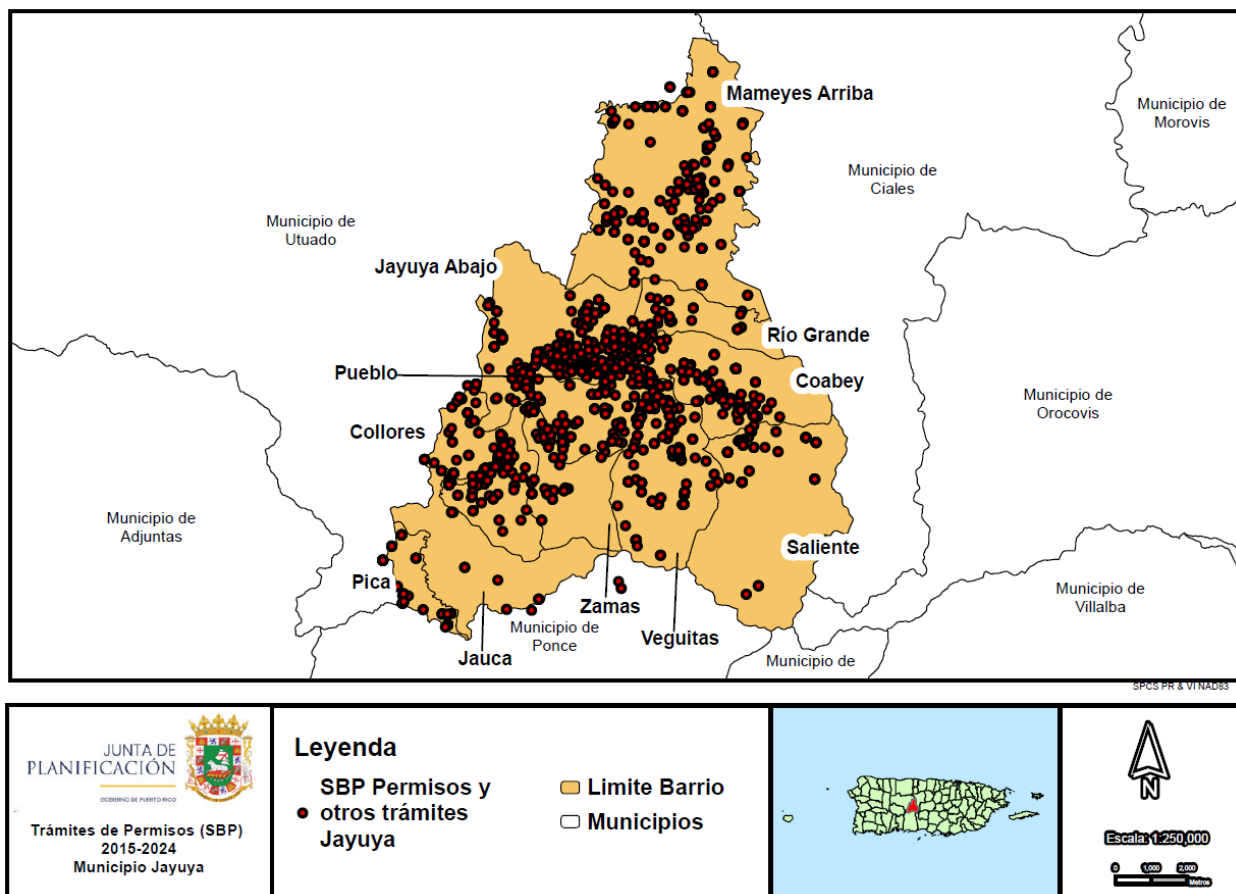 Mameyes Arriba
Municipio de
Morovis
Municipio de
Ciales
Municipio de
Utuado
Jayuya Abajo
Río Grande
Pueblo
Coabey
Municipio de
Orocovis
Collores
Municipio de
Adjuntas
Saliente
Pica
Municipio de
Villalba
Zamas
Municipio de
Ponce
Veguitas
Jauca
Municipio de
SPCS PR & VI NAD83
JUNTA DE
PLANIFICACIÓN
GOBIERNO DE PUERTO RICO
Trámites de Permisos (SBP)
2015-2024
Municipio Jayuya
Leyenda
SBP Permisos y
otros trámites
Jayuya
Limite Barrio
Municipios
N
Escala: 1:250,000
0 1,000 2,000
Metros